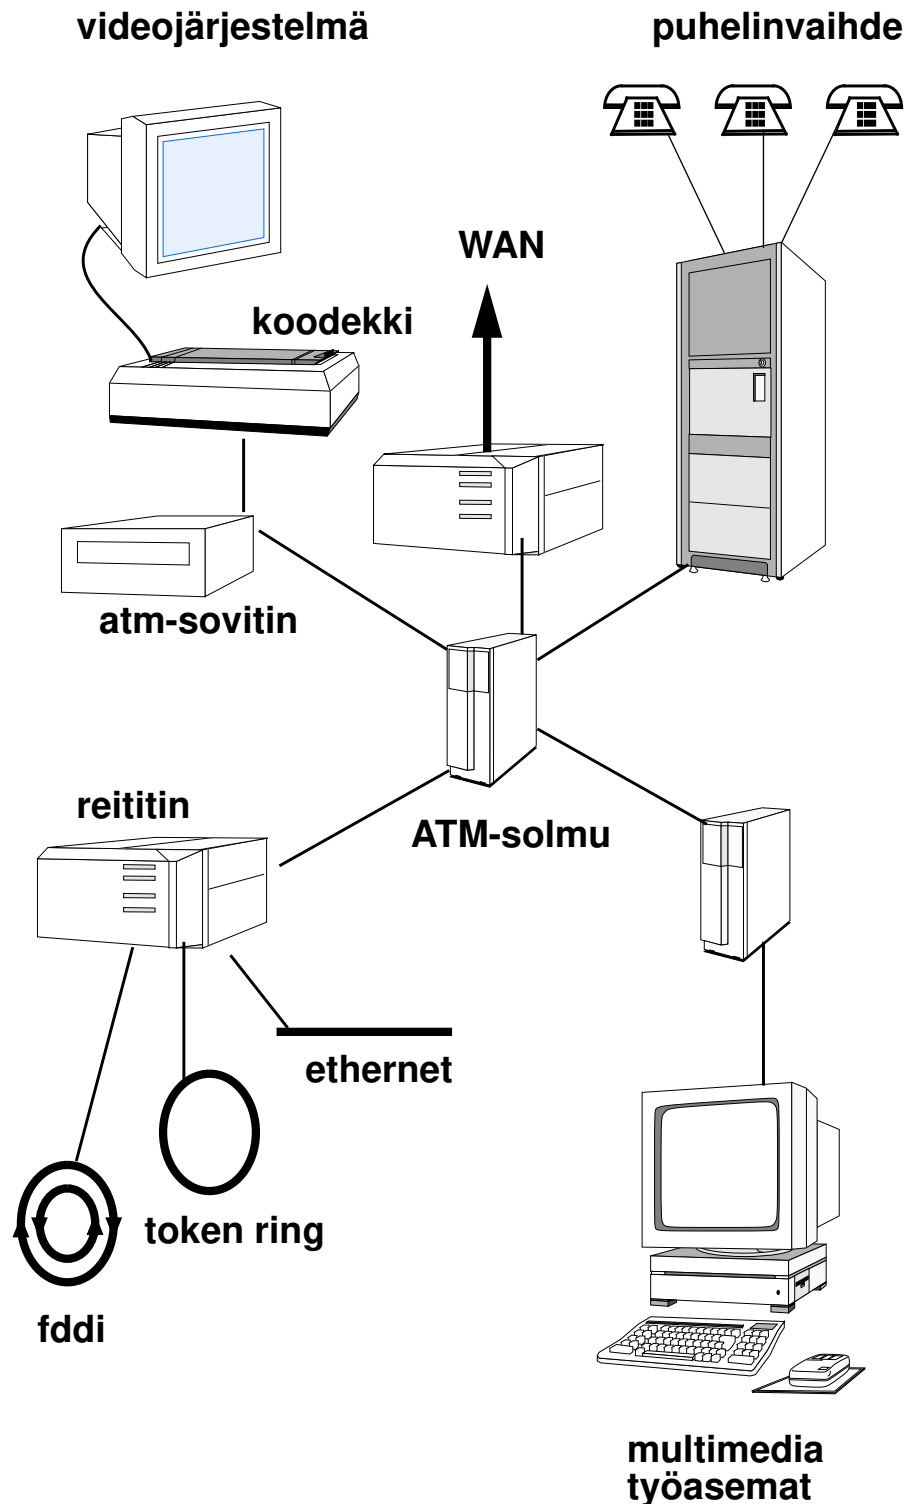 videojärjestelmä
puhelinvaihde
WAN
koodekki
atm-sovitin
reititin
ATM-solmu
ethernet
token ring
fddi
multimedia
työasemat